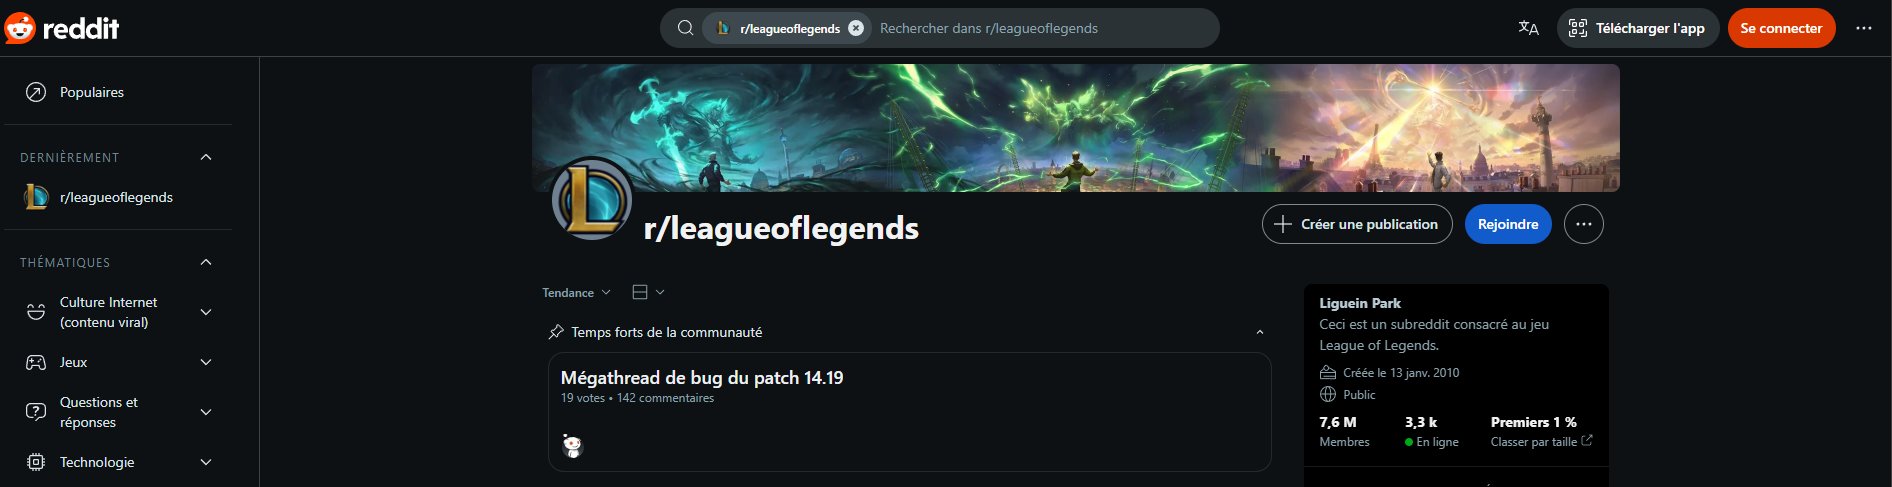 reddit
r/leagueoflegends
Rechercher dans r/leagueoflegends
Télécharger l'app
Se connecter
Populaires
DERNIÈREMENT
r/leagueoflegends
THÉMATIQUES
Culture Internet
(contenu viral)
Jeux
Questions et
réponses
Technologie
r/leagueoflegends
Créer une publication
Rejoindre
Tendance
Temps forts de la communauté
Mégathread de bug du patch 14.19
19 votes • 142 commentaires
Liguein Park
Ceci est un subreddit consacré au jeu
League of Legends.
Créée le 13 janv. 2010
Public
7,6 M 3,3 k Premiers 1 %
Membres En ligne Classer par taille